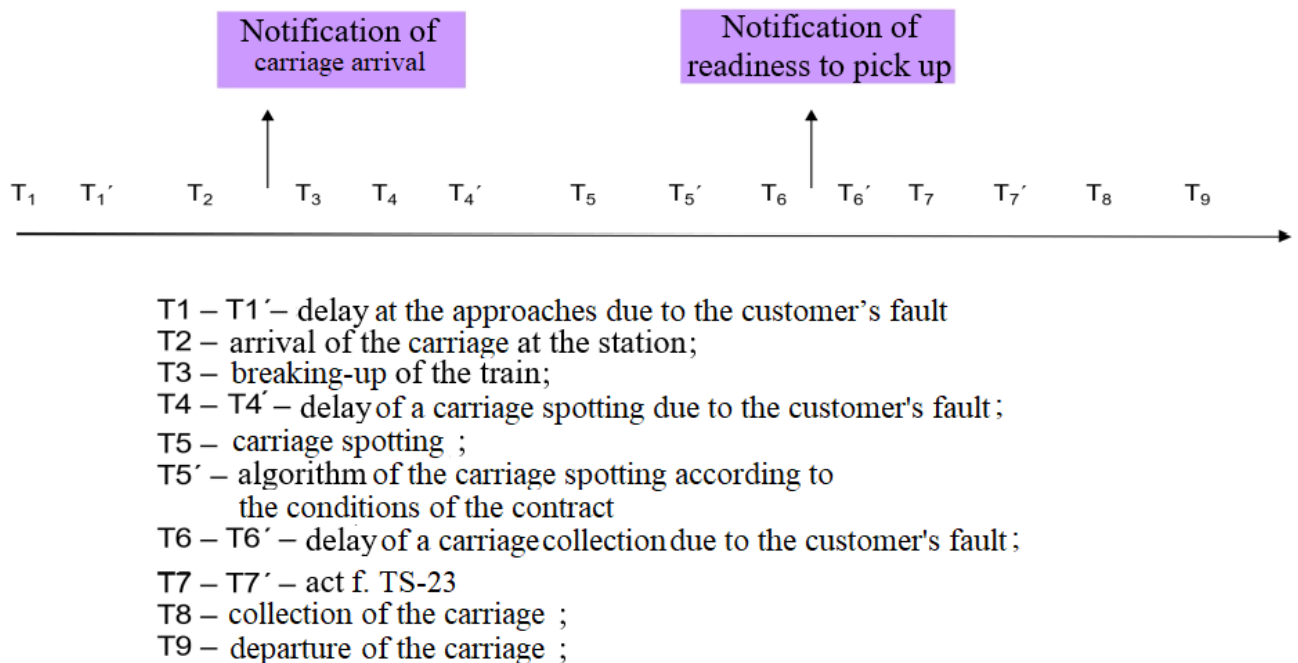 Notification of
carriage arrival
Notification of
readiness to pick up
T₁ T₁´ T₂ T₃ T₄ T₄´ T₅ T₅´ T₆ T₆´ T₇ T₇´ T₈ T₉
T1 – T1´– delay at the approaches due to the customer’s fault
T2 – arrival of the carriage at the station;
T3 – breaking-up of the train;
T4 – T4´ – delay of a carriage spotting due to the customer's fault ;
T5 – carriage spotting ;
T5´ – algorithm of the carriage spotting according to
the conditions of the contract
T6 – T6´ – delay of a carriage collection due to the customer's fault ;
T7 – T7´ – act f. TS-23
T8 – collection of the carriage ;
T9 – departure of the carriage ;